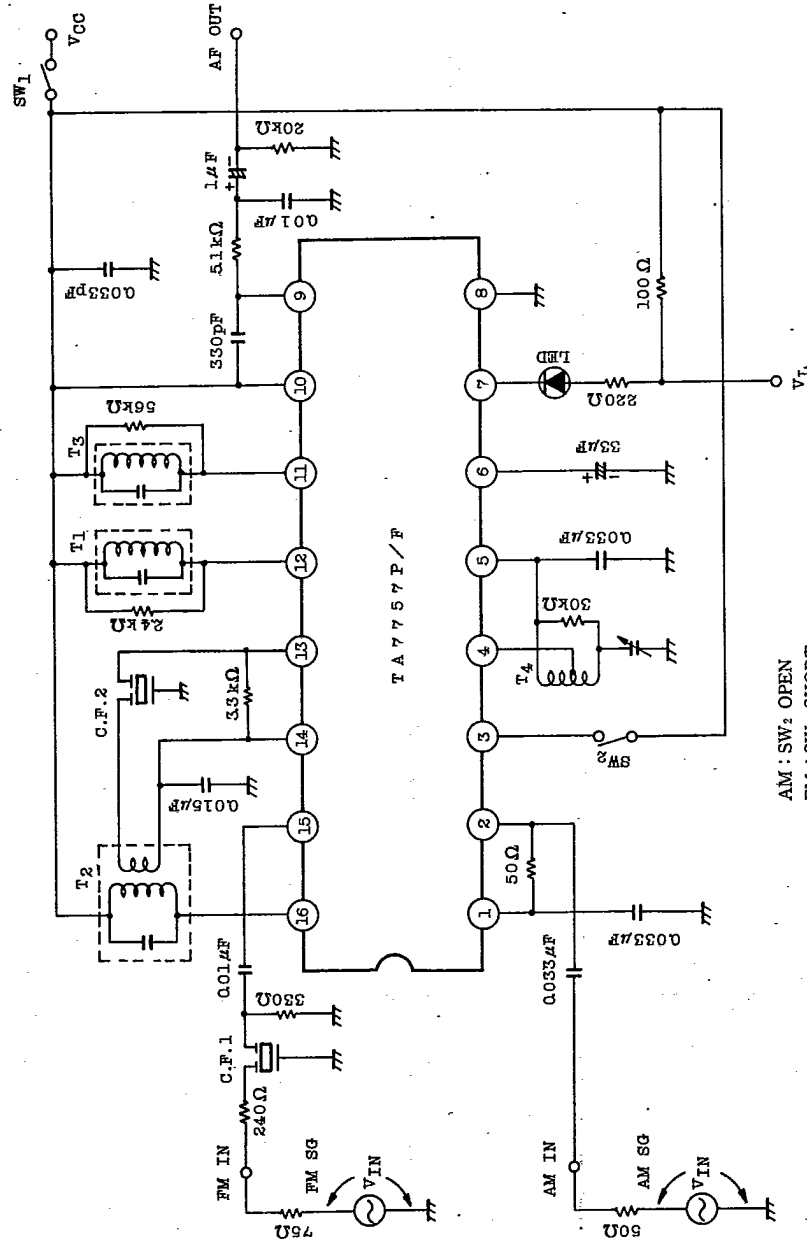 SW₁
VCC
AF OUT
20kΩ
1μF
+
-
0.01μF
5.1kΩ
330pF
0.033pF
T3
56kΩ
T1
2.4kΩ
C.F.2
3.3kΩ
0.015μF
T2
0.01μF
C.F.1
330Ω
240Ω
FM IN
FM SG
75Ω
VIN
16
15
14
13
12
11
10
9
TA7757P/F
1
2
3
4
5
6
7
8
50Ω
0.033μF
0.033μF
AM IN
AM SG
50Ω
VIN
SW2
T4
30kΩ
0.033μF
33μF
+
-
LED
220Ω
100Ω
VL
AM : SW₂ OPEN